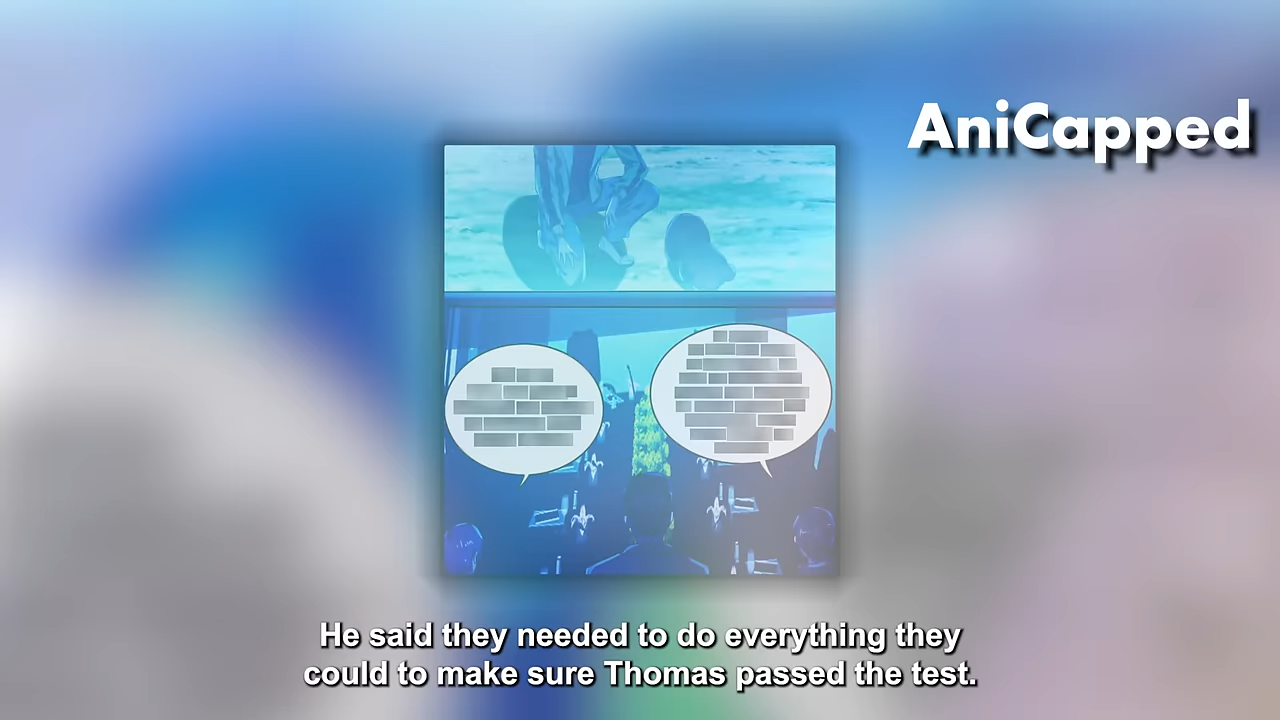 AniCapped
He said they needed to do everything they
could to make sure Thomas passed the test.